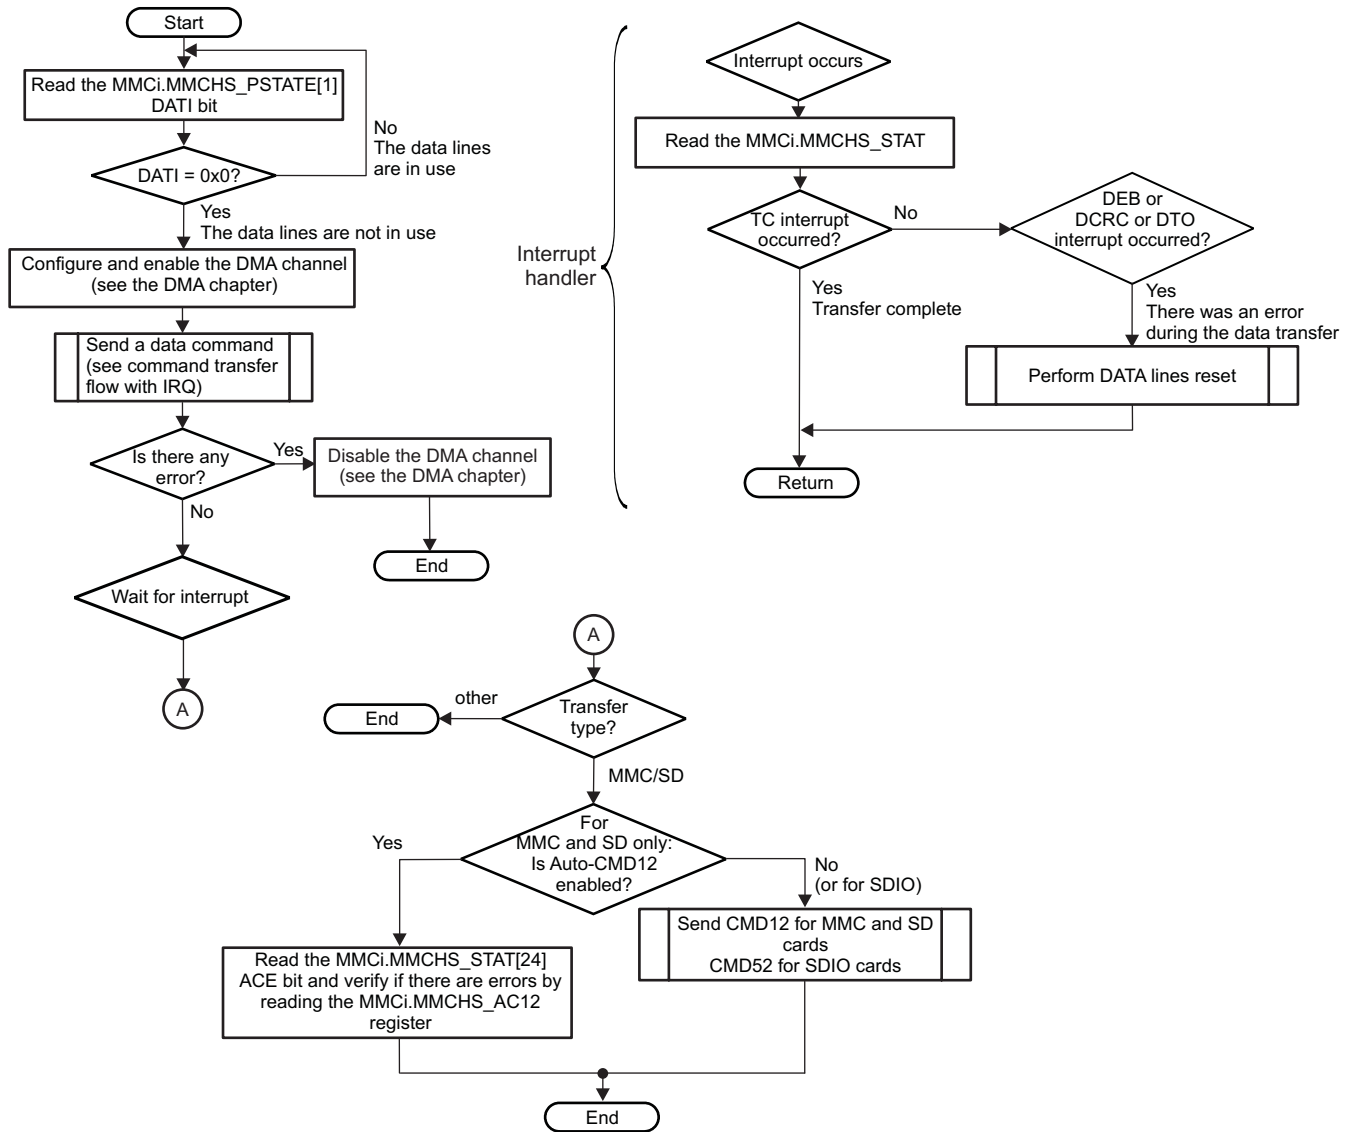 Start
Read the MMCi.MMCHS_PSTATE[1]
DATI bit
No
The data lines
are in use
DATI = 0x0?
Yes
The data lines are not in use
Configure and enable the DMA channel
(see the DMA chapter)
Send a data command
(see command transfer
flow with IRQ)
Is there any
error?
Yes
Disable the DMA channel
(see the DMA chapter)
End
No
Wait for interrupt
A
Interrupt
handler
Interrupt occurs
Read the MMCi.MMCHS_STAT
TC interrupt
occurred?
No
DEB or
DCRC or DTO
interrupt occurred?
Yes
Transfer complete
Yes
There was an error
during the data transfer
Perform DATA lines reset
Return
A
Transfer
type?
other
End
MMC/SD
For
MMC and SD only:
Is Auto-CMD12
enabled?
Yes
No
(or for SDIO)
Read the MMCi.MMCHS_STAT[24]
ACE bit and verify if there are errors by
reading the MMCi.MMCHS_AC12
register
Send CMD12 for MMC and SD
cards
CMD52 for SDIO cards
End